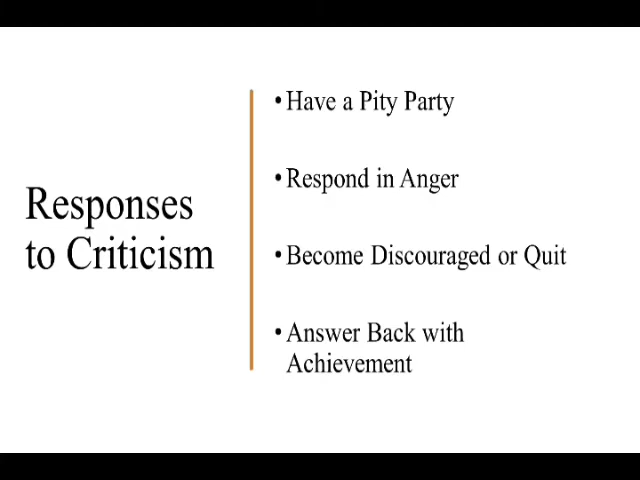 Responses
to Criticism
•Have a Pity Party
•Respond in Anger
•Become Discouraged or Quit
•Answer Back with
Achievement